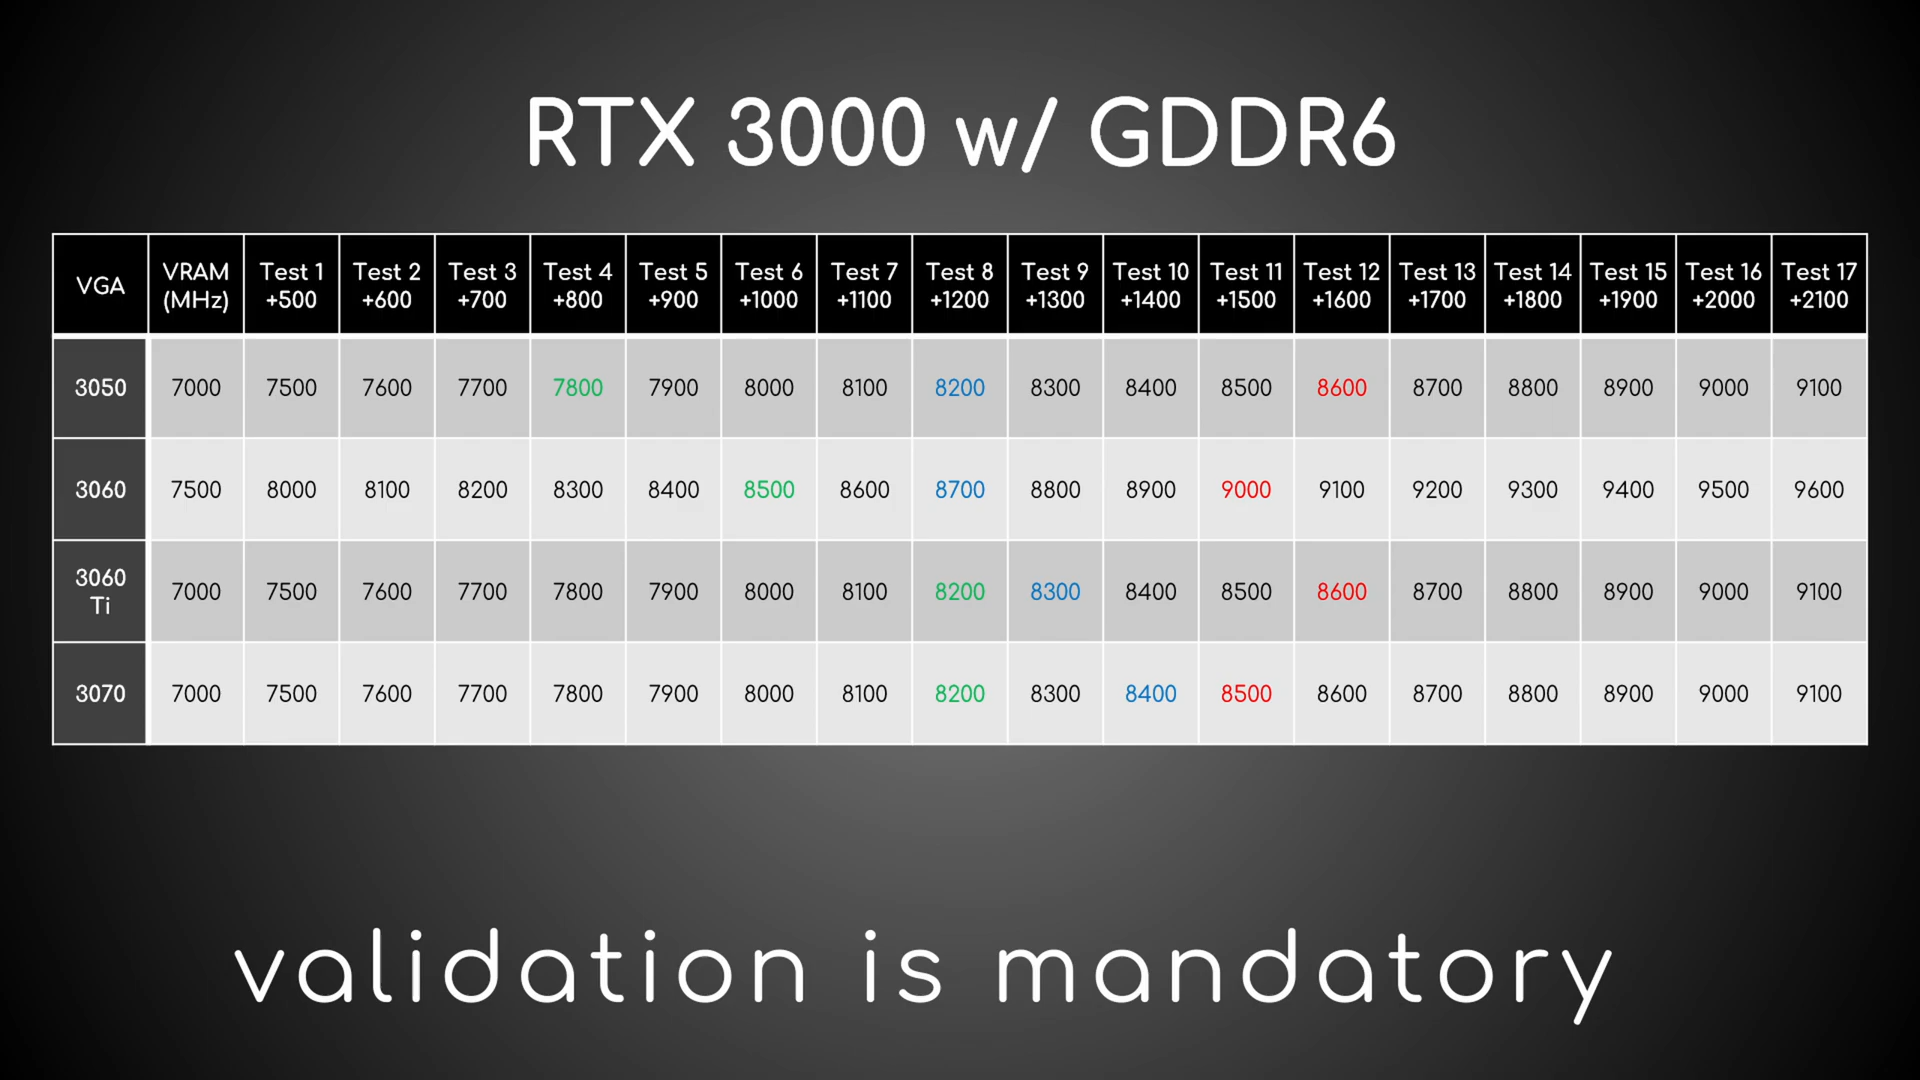 RTX 3000 w/ GDDR6
VGA VRAM (MHz) Test 1 +500 Test 2 +600 Test 3 +700 Test 4 +800 Test 5 +900 Test 6 +1000 Test 7 +1100 Test 8 +1200 Test 9 +1300 Test 10 +1400 Test 11 +1500 Test 12 +1600 Test 13 +1700 Test 14 +1800 Test 15 +1900 Test 16 +2000 Test 17 +2100
3050 7000 7500 7600 7700 7800 7900 8000 8100 8200 8300 8400 8500 8600 8700 8800 8900 9000 9100
3060 7500 8000 8100 8200 8300 8400 8500 8600 8700 8800 8900 9000 9100 9200 9300 9400 9500 9600
3060 Ti 7000 7500 7600 7700 7800 7900 8000 8100 8200 8300 8400 8500 8600 8700 8800 8900 9000 9100
3070 7000 7500 7600 7700 7800 7900 8000 8100 8200 8300 8400 8500 8600 8700 8800 8900 9000 9100
validation is mandatory